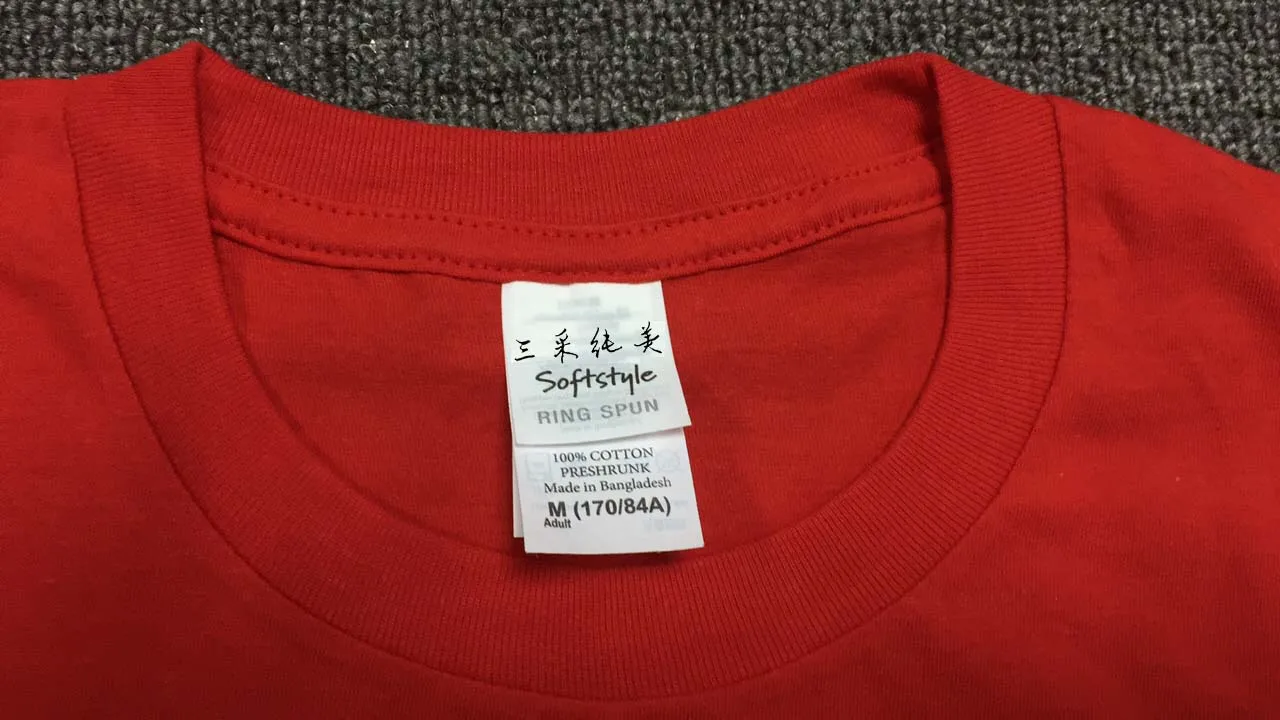 三采纯美
Softstyle
RING SPUN
100% COTTON
PRESHRUNK
Made in Bangladesh
M (170/84A)
Adult